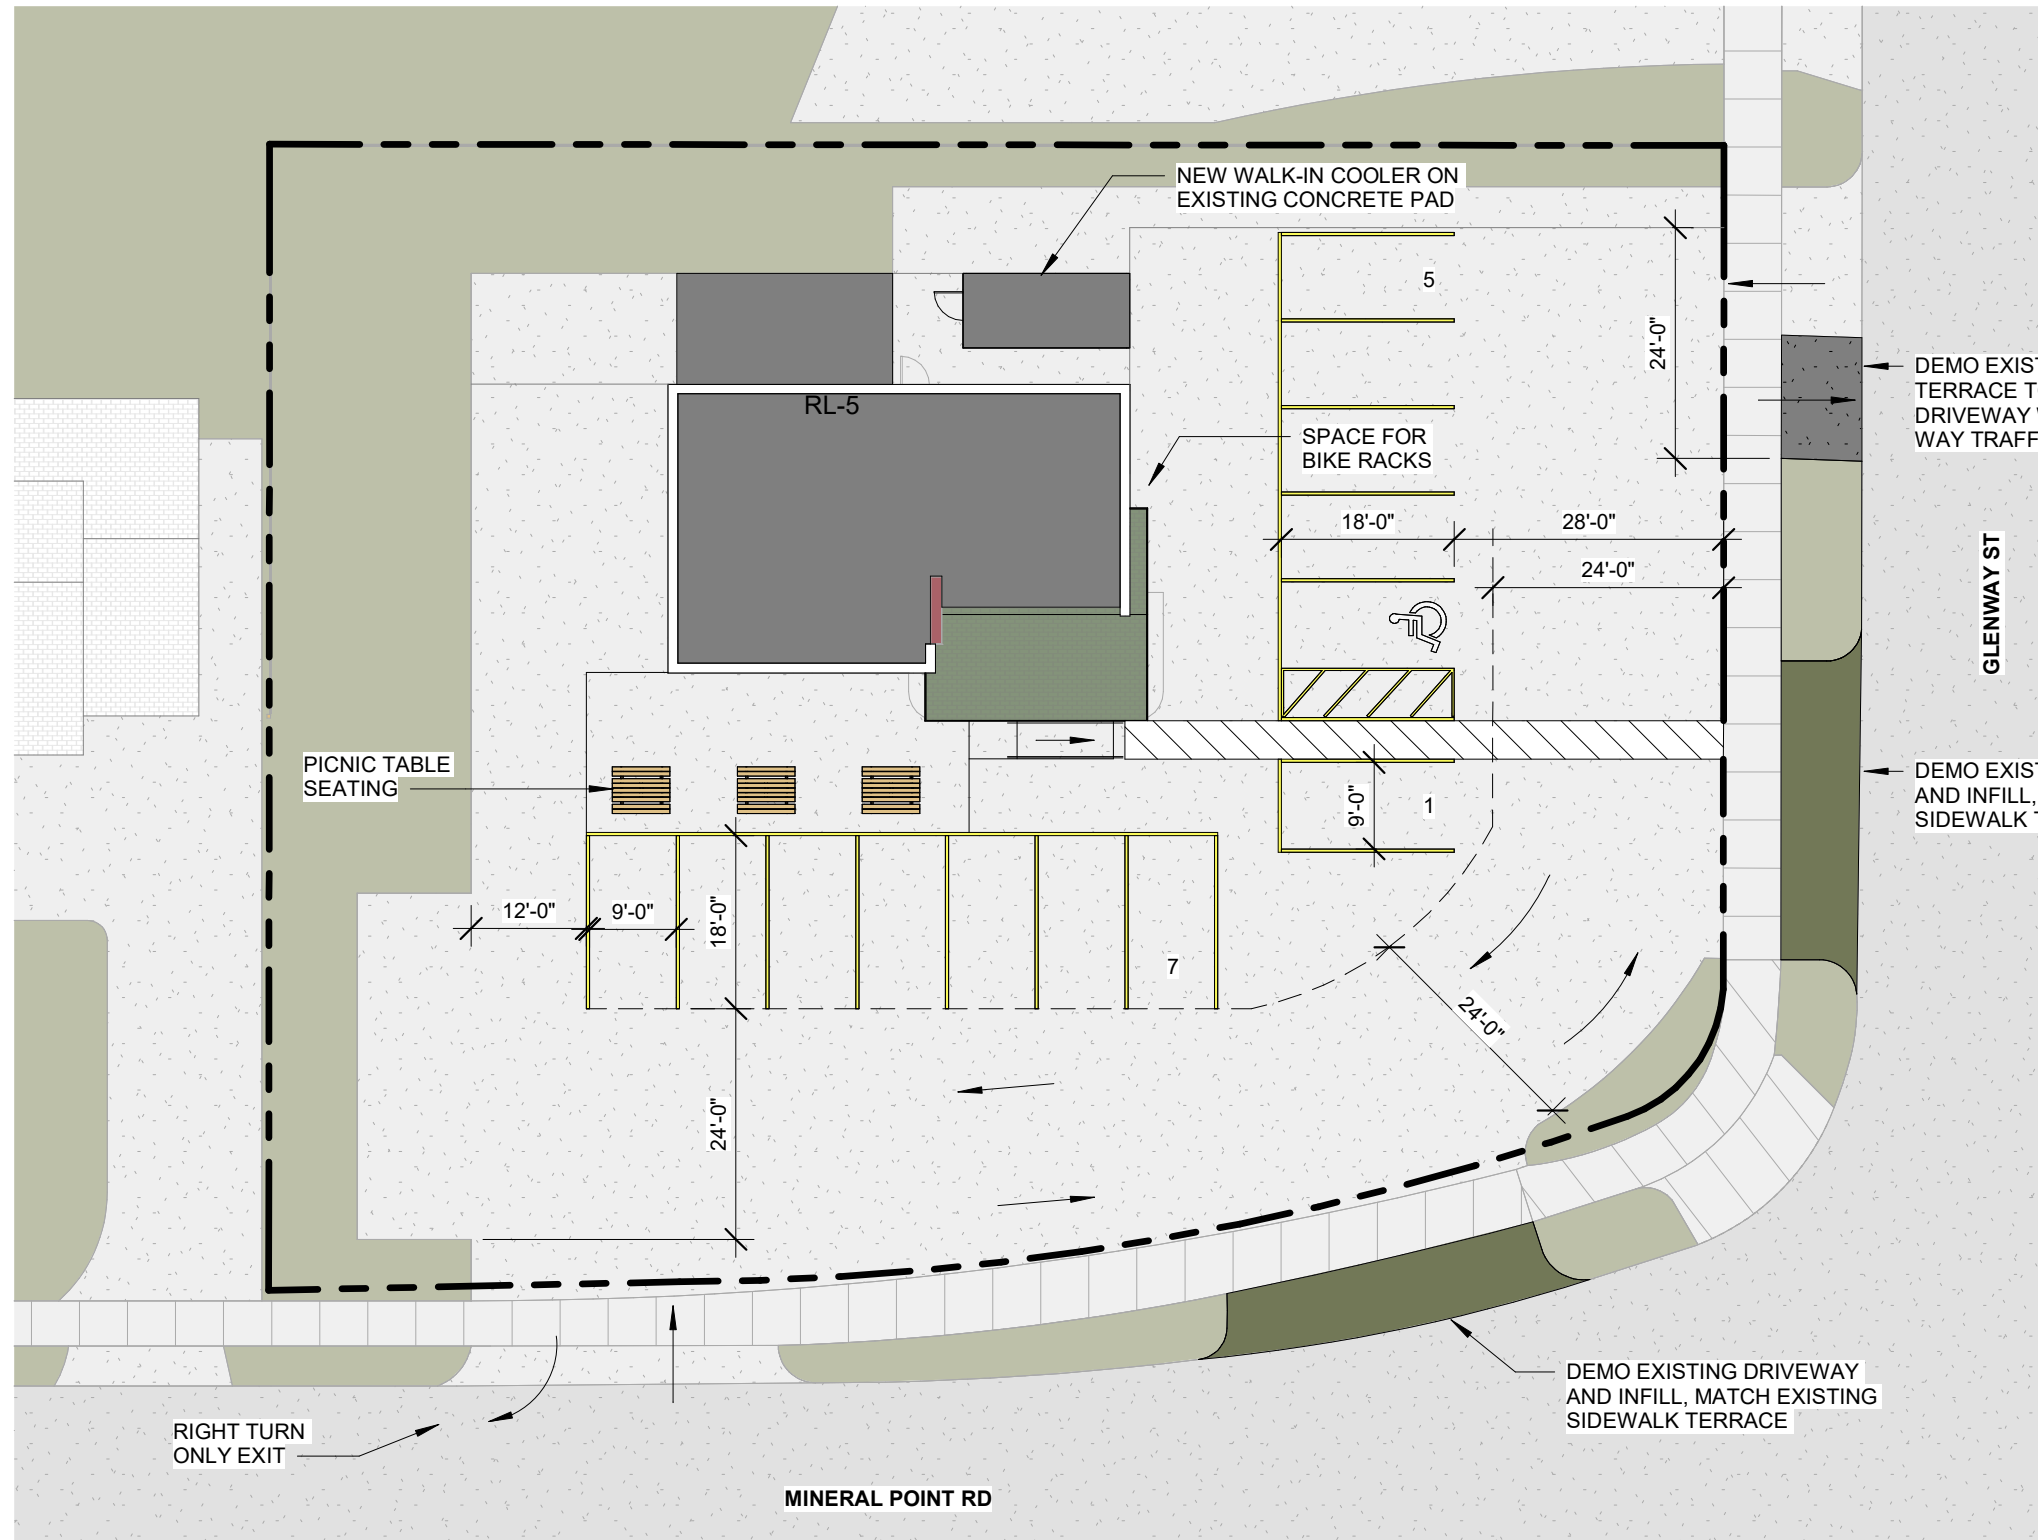 NEW WALK-IN COOLER ON
EXISTING CONCRETE PAD
5
24'-0"
RL-5
DEMO
TERRACE
DRIVEWAY
WAY
SPACE FOR
BIKE RACKS
18'-0"
28'-0"
24'-0"
GLENWAY ST
PICNIC TABLE
SEATING
DEMO
AND INFILL,
SIDEWALK
9'-0"
1
12'-0"
9'-0"
18'-0"
7
24'-0"
24'-0"
DEMO EXISTING DRIVEWAY
AND INFILL, MATCH EXISTING
SIDEWALK TERRACE
RIGHT TURN
ONLY EXIT
MINERAL POINT RD